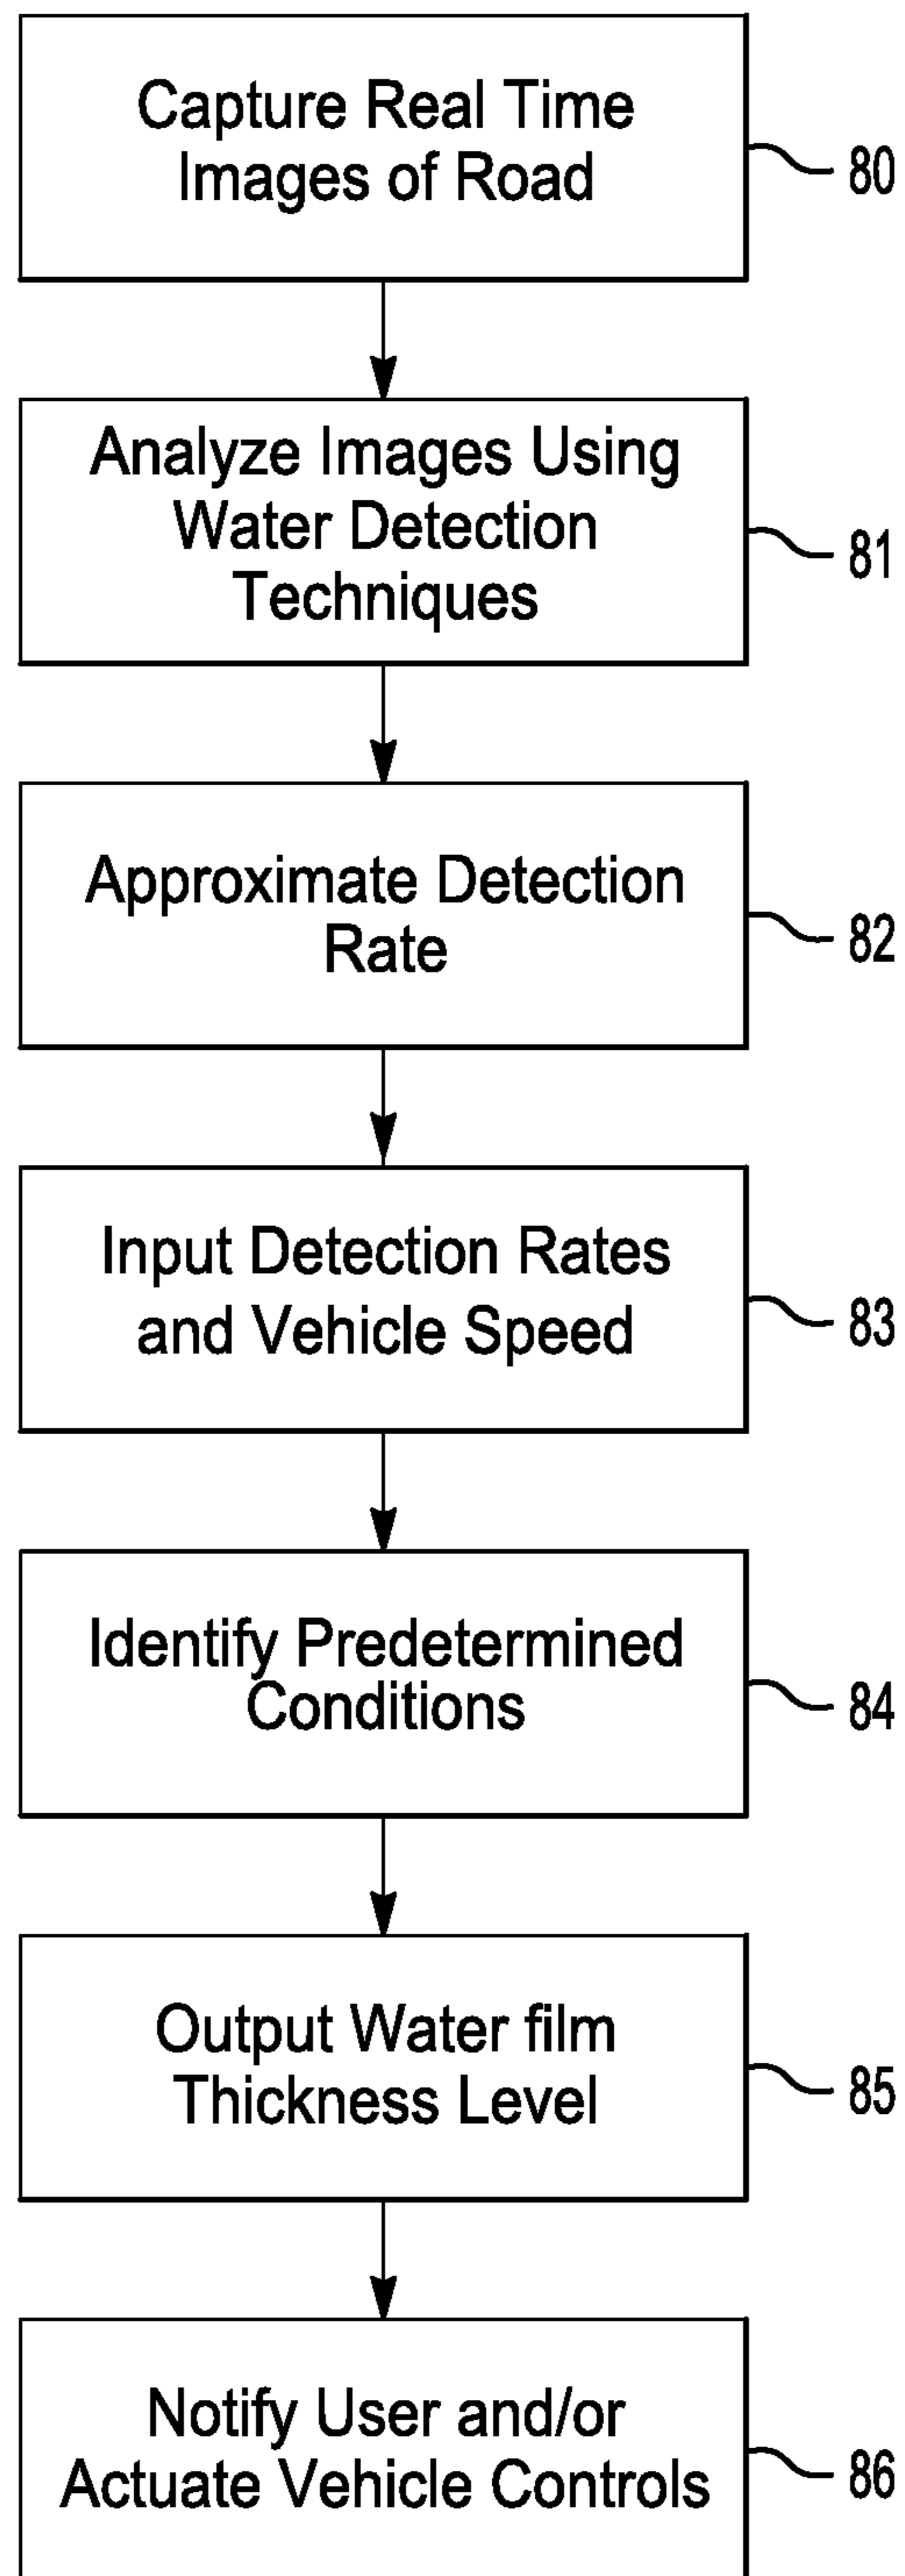 Capture Real Time
Images of Road
80
Analyze Images Using
Water Detection
Techniques
81
Approximate Detection
Rate
82
Input Detection Rates
and Vehicle Speed
83
Identify Predetermined
Conditions
84
Output Water film
Thickness Level
85
Notify User and/or
Actuate Vehicle Controls
86